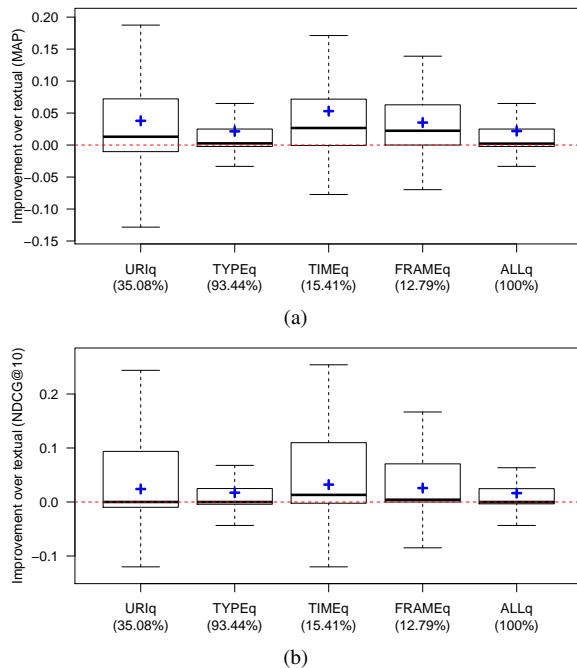 Improvement over textual (MAP)
0.20
0.15
0.10
0.05
0.00
−0.05
−0.10
−0.15
URIq TYPEq TIMEq FRAMEq ALLq
(35.08%) (93.44%) (15.41%) (12.79%) (100%)
(a)
Improvement over textual (NDCG@10)
0.2
0.1
0.0
−0.1
URIq TYPEq TIMEq FRAMEq ALLq
(35.08%) (93.44%) (15.41%) (12.79%) (100%)
(b)